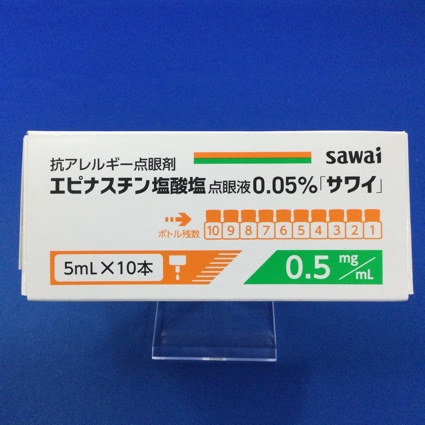 sawai
抗アレルギー点眼剤
エピナスチン塩酸塩点眼液0.05%「サワイ」
ボトル残数
10 9 8 7 6 5 4 3 2 1
5mL×10本
0.5 mg/mL